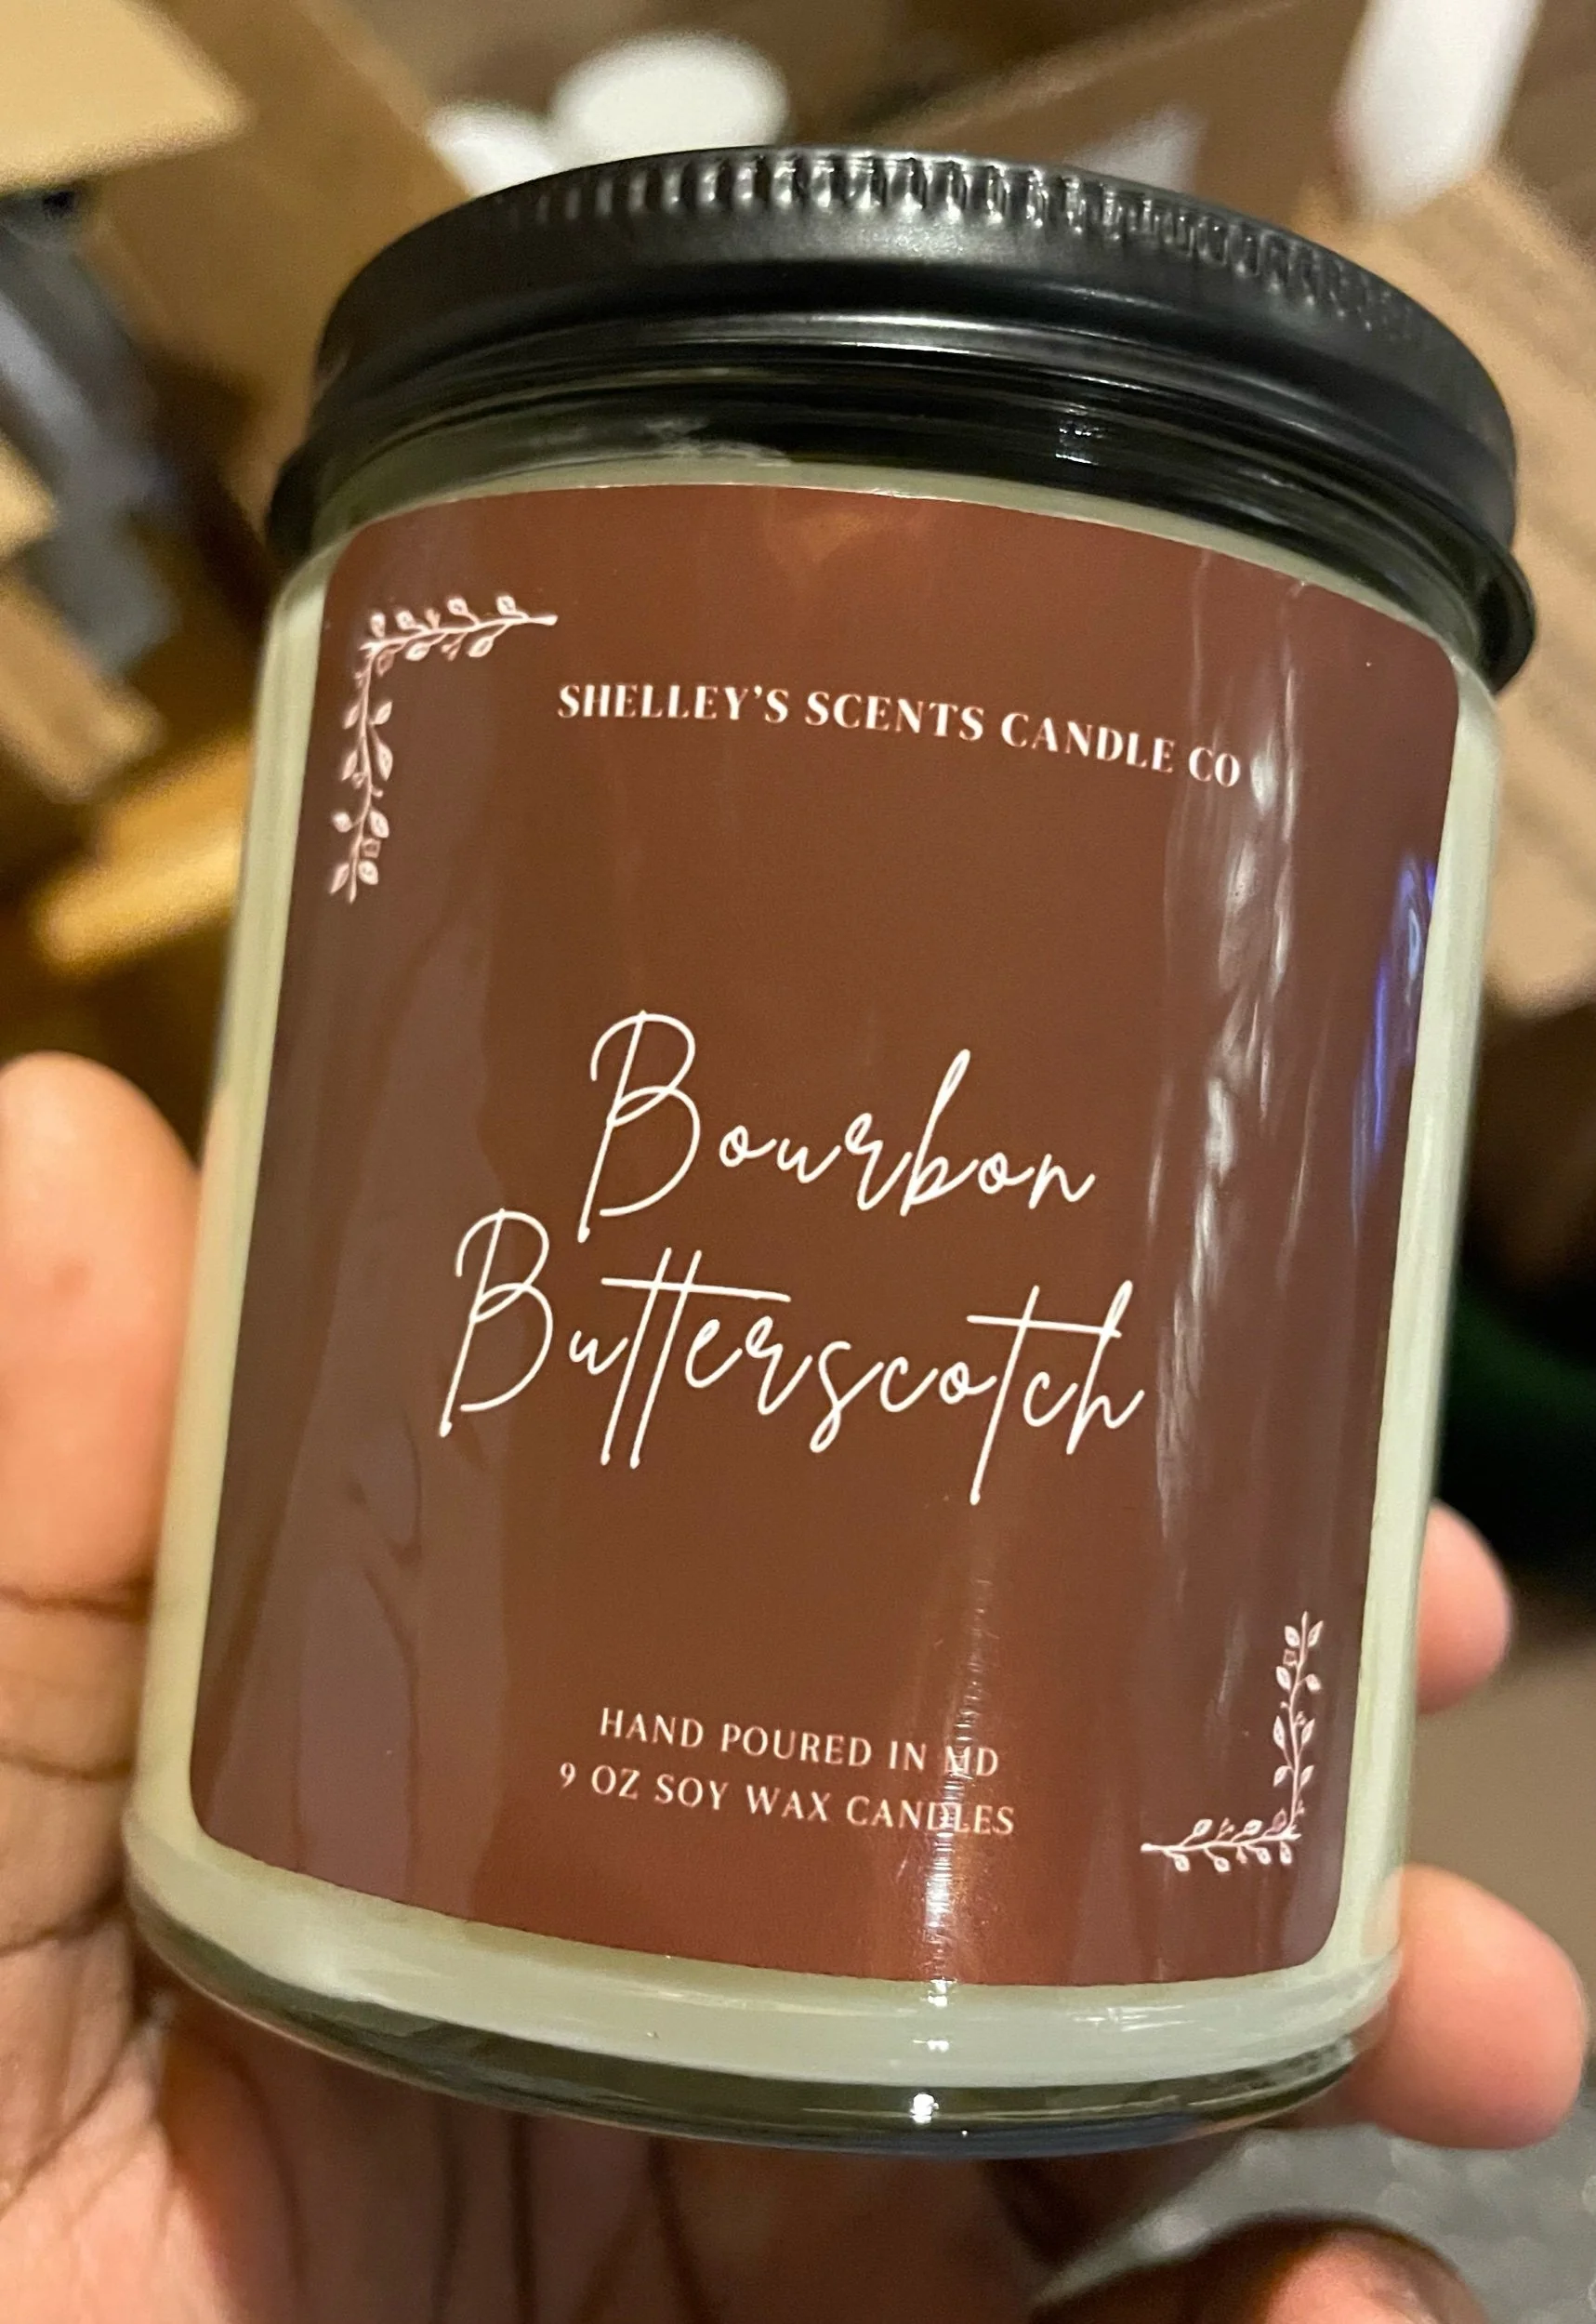 SHELLEY'S SCENTS CANDLE CO
Bourbon
Butterscotch
HAND POURED IN MD
9 OZ SOY WAX CANDLES